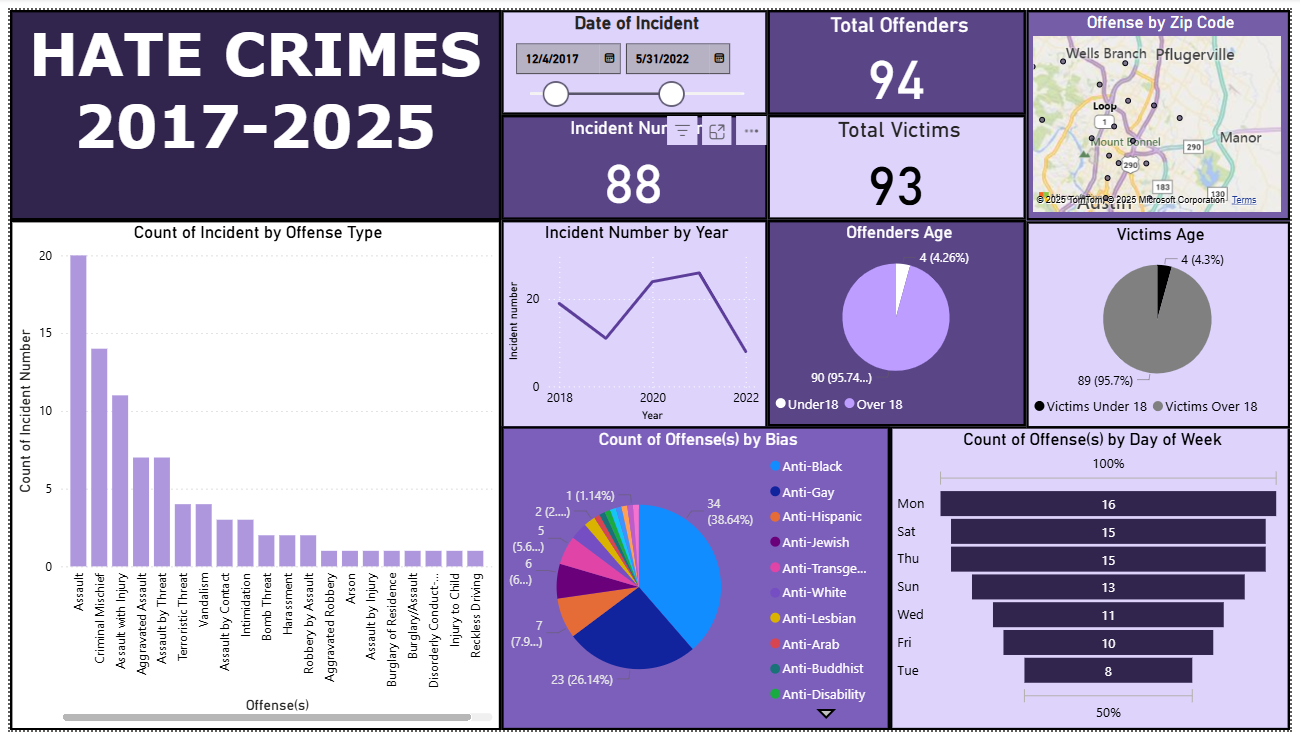 HATE CRIMES
2017-2025
Date of Incident
12/4/2017
5/31/2022
Total Offenders
94
Offense by Zip Code
Wells Branch
Pflugerville
Loop
1
Mount Bonnel
290
Manor
290
183
130
Austin
© 2025 TomTom, © 2025 Microsoft Corporation
Terms
Incident Num
88
Total Victims
93
Count of Incident by Offense Type
Count of Incident Number
20
15
10
5
0
Assault
Criminal Mischief
Assault with Injury
Aggravated Assault
Assault by Threat
Terroristic Threat
Vandalism
Assault by Contact
Intimidation
Bomb Threat
Harassment
Robbery by Assault
Aggravated Robbery
Arson
Assault by Injury
Burglary of Residence
Burglary/Assault
Disorderly Conduct-...
Injury to Child
Reckless Driving
Offense(s)
Incident Number by Year
Incident number
20
0
2018
2020
2022
Year
Offenders Age
4 (4.26%)
90 (95.74...)
Under18
Over 18
Victims Age
4 (4.3%)
89 (95.7%)
Victims Under 18
Victims Over 18
Count of Offense(s) by Bias
1 (1.14%)
2 (2....)
5
(5.6...)
6
(6...)
7
(7.9...)
23 (26.14%)
34
(38.64%)
Anti-Black
Anti-Gay
Anti-Hispanic
Anti-Jewish
Anti-Transge...
Anti-White
Anti-Lesbian
Anti-Arab
Anti-Buddhist
Anti-Disability
Count of Offense(s) by Day of Week
100%
Mon 16
Sat 15
Thu 15
Sun 13
Wed 11
Fri 10
Tue 8
50%